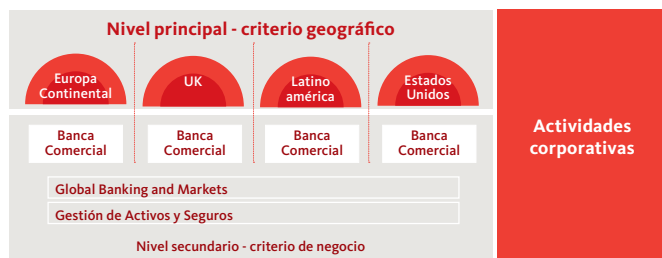 Nivel principal - criterio geográfico
Europa
Continental
UK
Latino
américa
Estados
Unidos
Banca
Comercial
Banca
Comercial
Banca
Comercial
Banca
Comercial
Global Banking and Markets
Gestión de Activos y Seguros
Nivel secundario - criterio de negocio
Actividades
corporativas